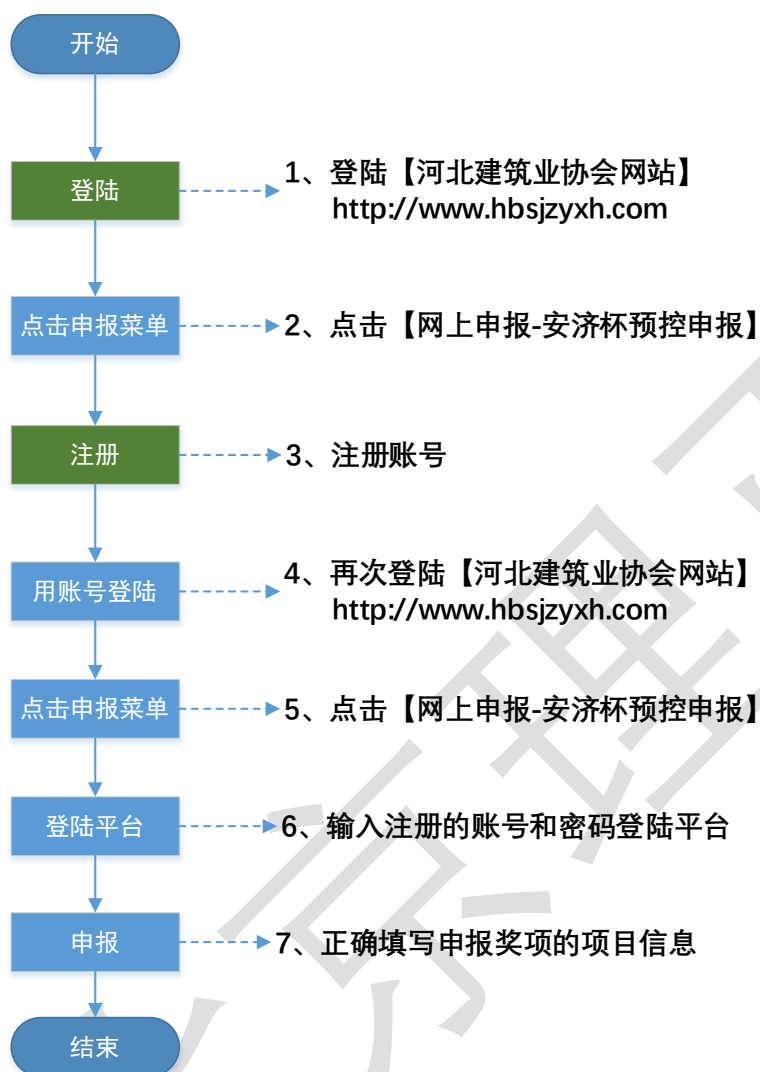 开始
登陆
1、登陆【河北建筑业协会网站】
http://www.hbsjzyxh.com
点击申报菜单
2、点击【网上申报-安济杯预控申报】
注册
3、注册账号
用账号登陆
4、再次登陆【河北建筑业协会网站】
http://www.hbsjzyxh.com
点击申报菜单
5、点击【网上申报-安济杯预控申报】
登陆平台
6、输入注册的账号和密码登陆平台
申报
7、正确填写申报奖项的项目信息
结束
京理